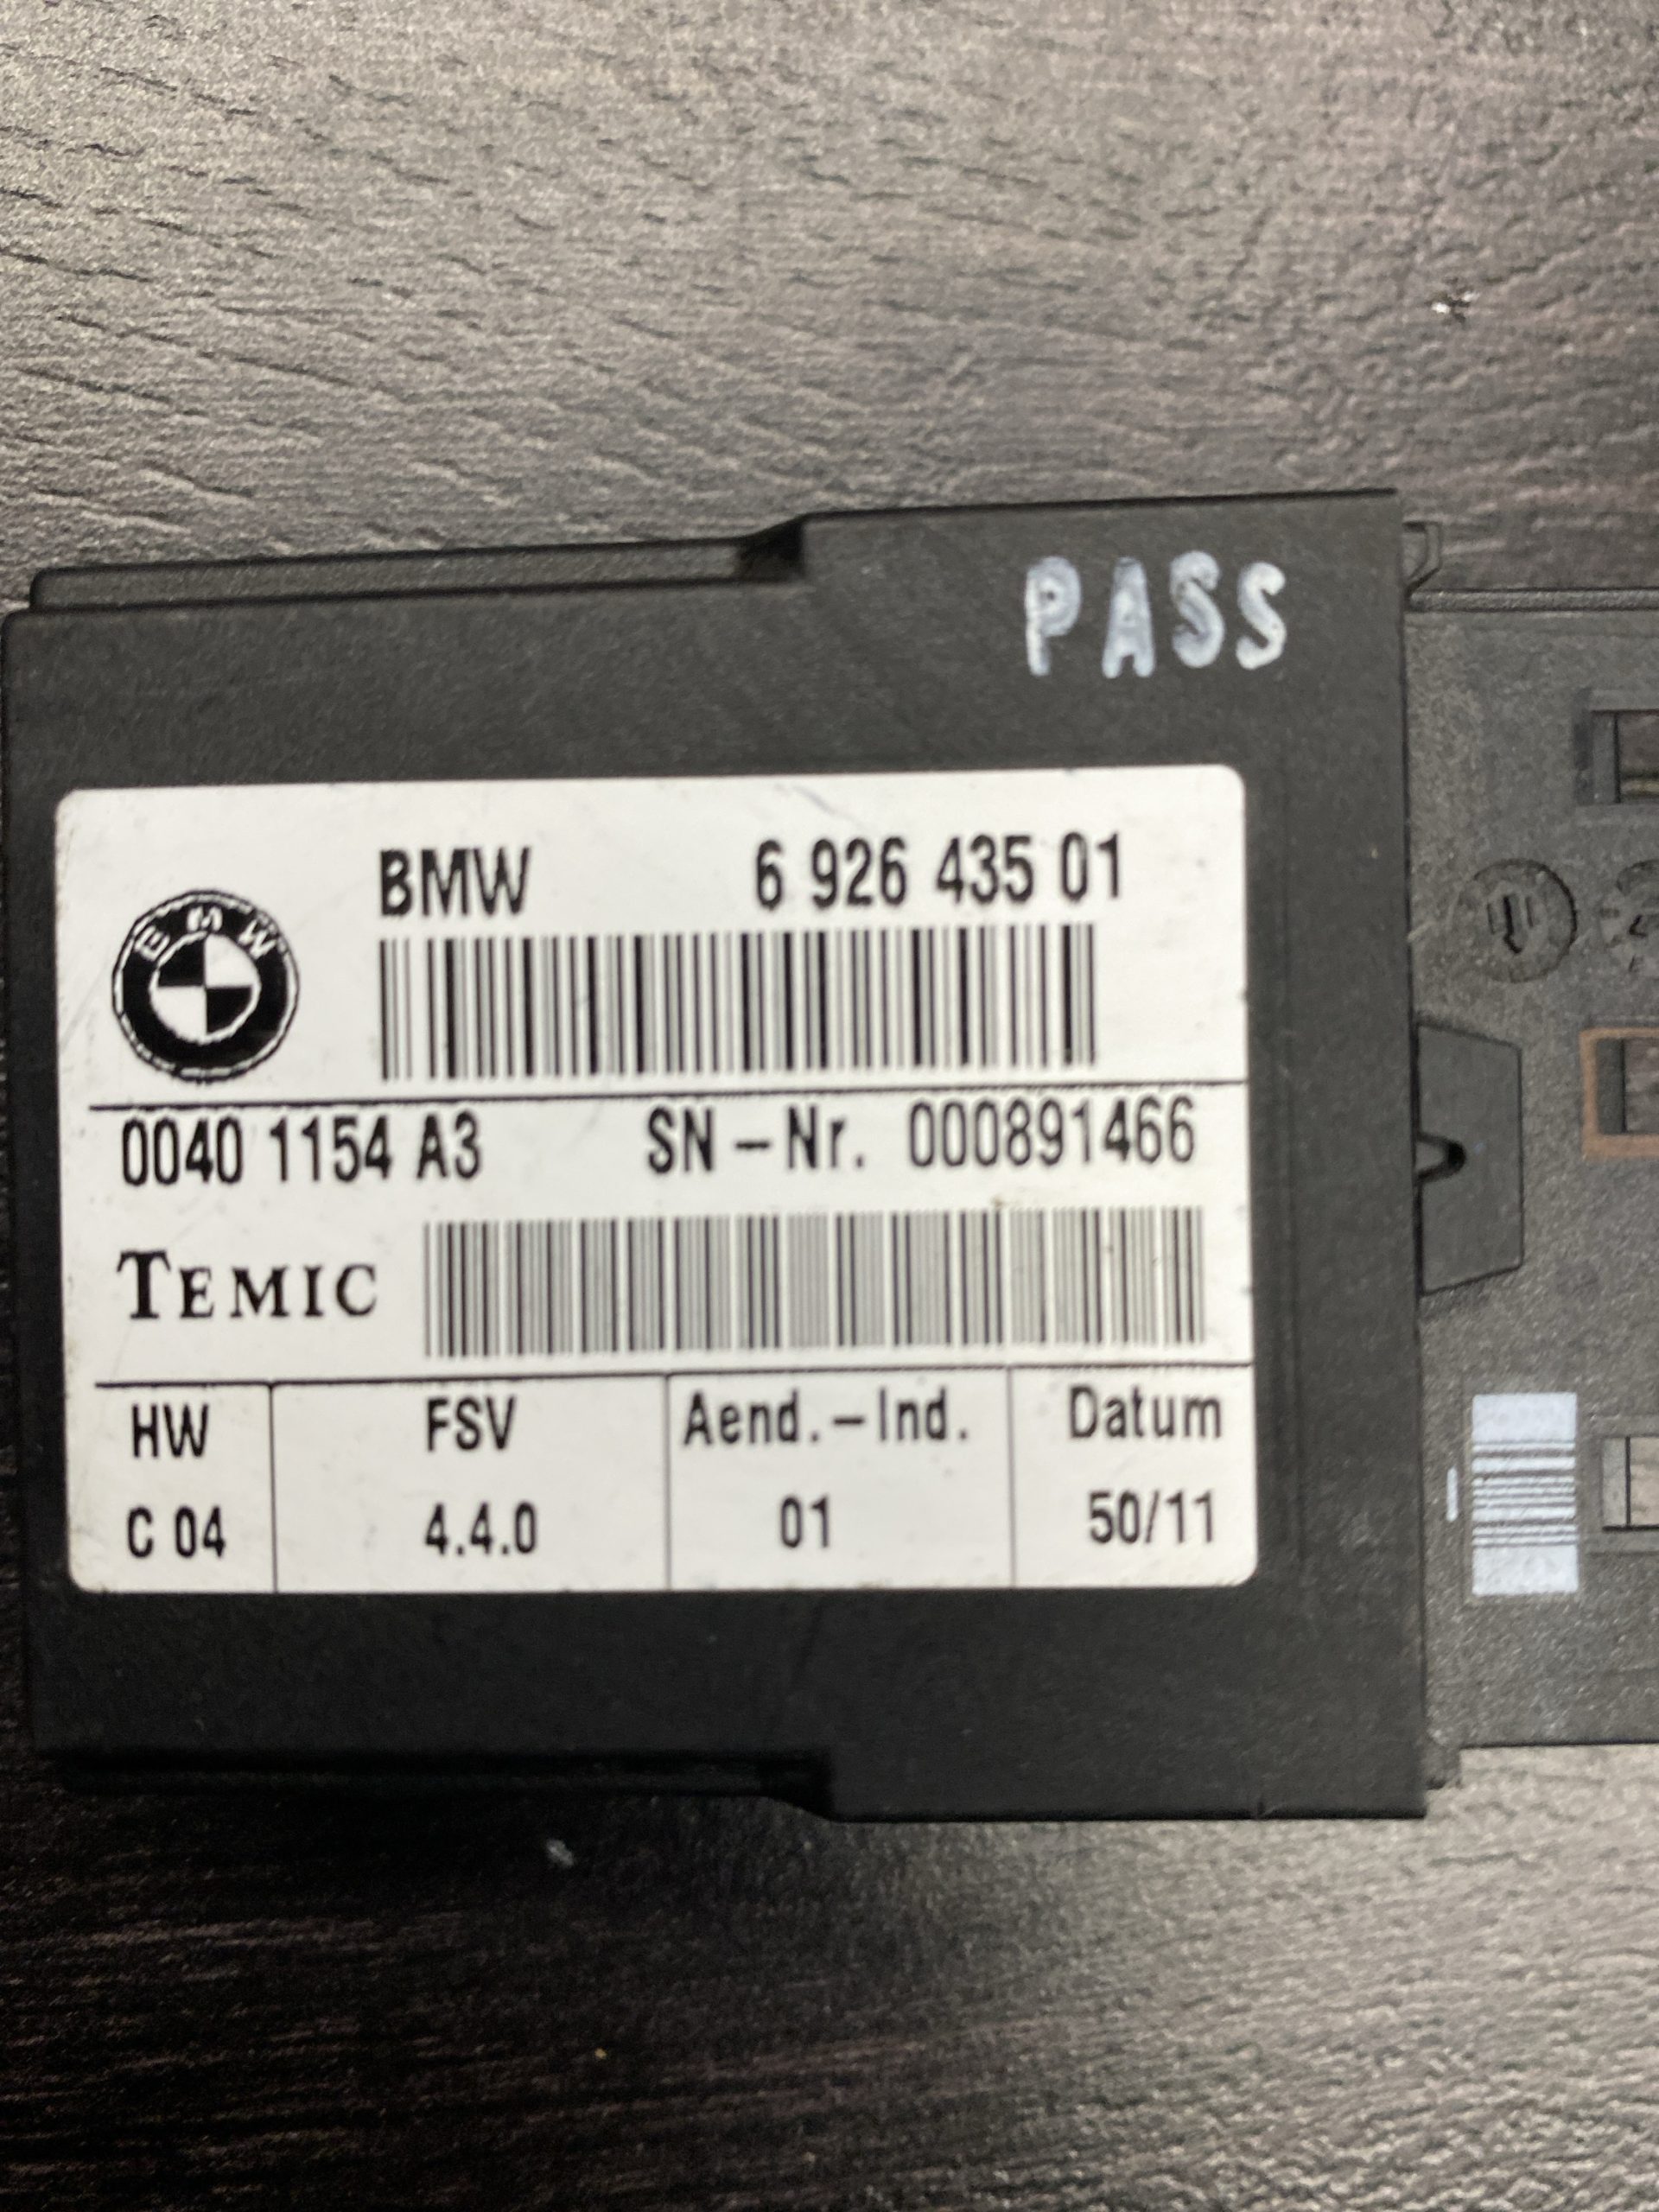 PASS
BMW 6 926 435 01
BMW
0040 1154 A3 SN-Nr. 000891466
TEMIC
HW FSV Aend.-Ind. Datum
C 04 4.4.0 01 50/11